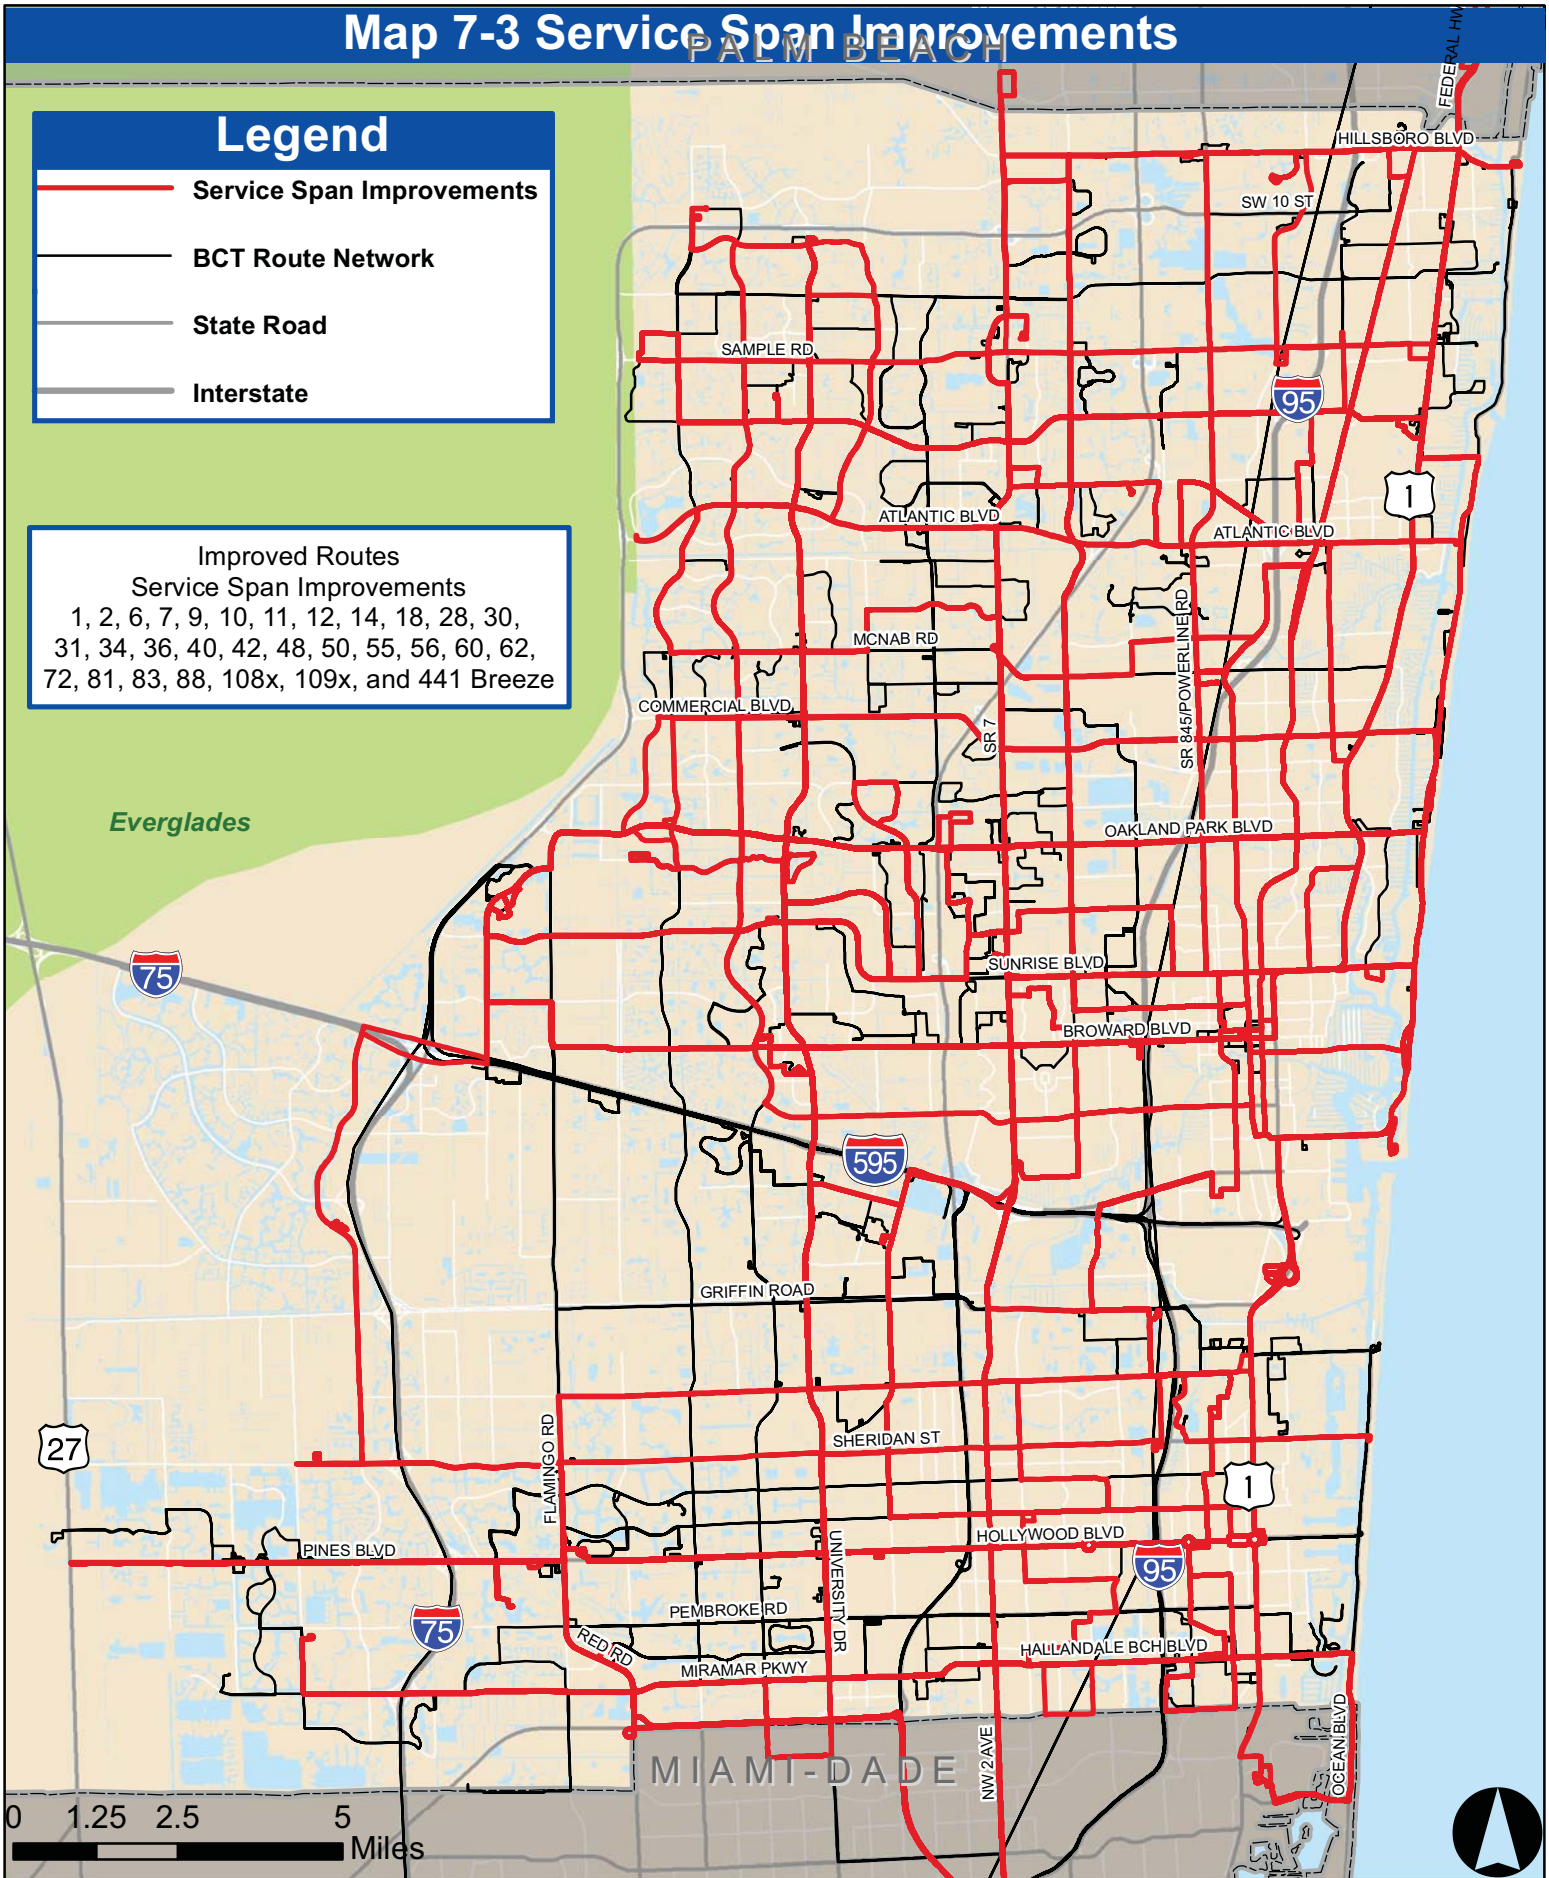 Map 7-3 Service Span Improvements
PALM BEACH
FEDERAL HW
Legend
Service Span Improvements
BCT Route Network
State Road
Interstate
HILLSBORO BLVD
SW 10 ST
SAMPLE RD
95
1
Improved Routes
Service Span Improvements
1, 2, 6, 7, 9, 10, 11, 12, 14, 18, 28, 30,
31, 34, 36, 40, 42, 48, 50, 55, 56, 60, 62,
72, 81, 83, 88, 108x, 109x, and 441 Breeze
ATLANTIC BLVD
ATLANTIC BLVD
MCNAB RD
SR 845/POWERLINE RD
COMMERCIAL BLVD
SR 7
Everglades
OAKLAND PARK BLVD
75
SUNRISE BLVD
BROWARD BLVD
595
GRIFFIN ROAD
27
FLAMINGO RD
SHERIDAN ST
1
HOLLYWOOD BLVD
PINES BLVD
UNIVERSITY DR
95
75
PEMBROKE RD
RED RD
HALLANDALE BCH BLVD
MIRAMAR PKWY
OCEAN BLVD
NW 2 AVE
MIAMI-DADE
0 1.25 2.5 5
Miles